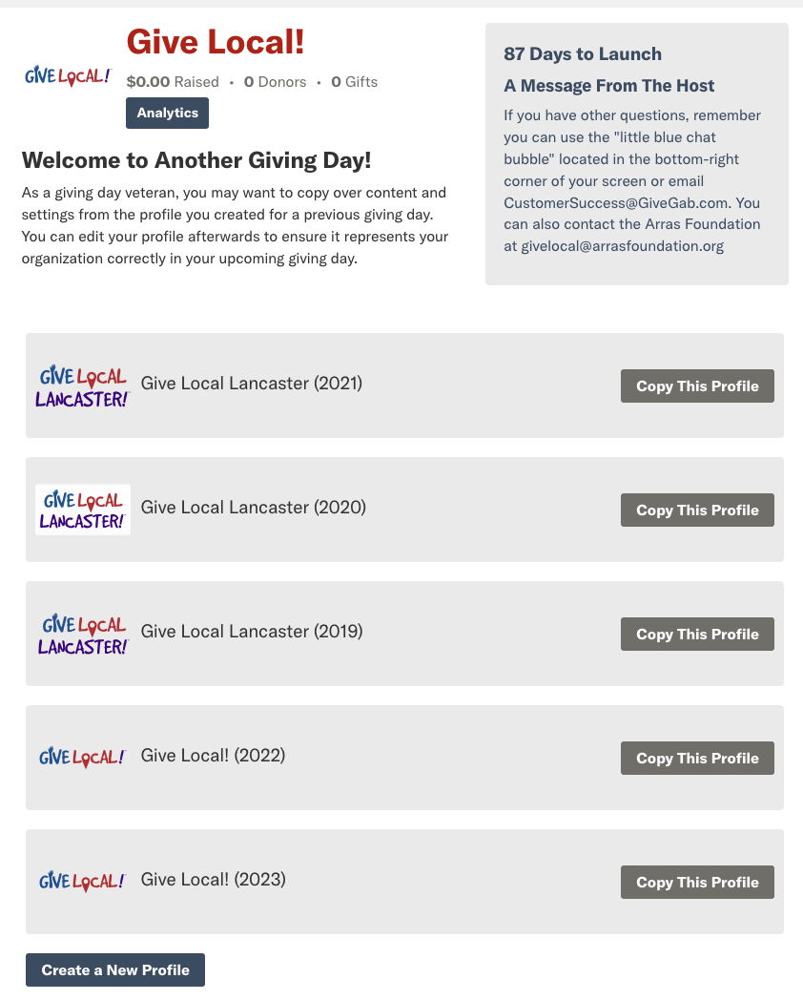 GIVE LOCAL!
Give Local!
$0.00 Raised • 0 Donors • 0 Gifts
Analytics
Welcome to Another Giving Day!
As a giving day veteran, you may want to copy over content and
settings from the profile you created for a previous giving day.
You can edit your profile afterwards to ensure it represents your
organization correctly in your upcoming giving day.
87 Days to Launch
A Message From The Host
If you have other questions, remember
you can use the "little blue chat
bubble" located in the bottom-right
corner of your screen or email
CustomerSuccess@GiveGab.com. You
can also contact the Arras Foundation
at givelocal@arrasfoundation.org
GIVE LOCAL
LANCASTER!
Give Local Lancaster (2021)
Copy This Profile
GIVE LOCAL
LANCASTER!
Give Local Lancaster (2020)
Copy This Profile
GIVE LOCAL
LANCASTER!
Give Local Lancaster (2019)
Copy This Profile
GIVE LOCAL!
Give Local! (2022)
Copy This Profile
GIVE LOCAL!
Give Local! (2023)
Copy This Profile
Create a New Profile